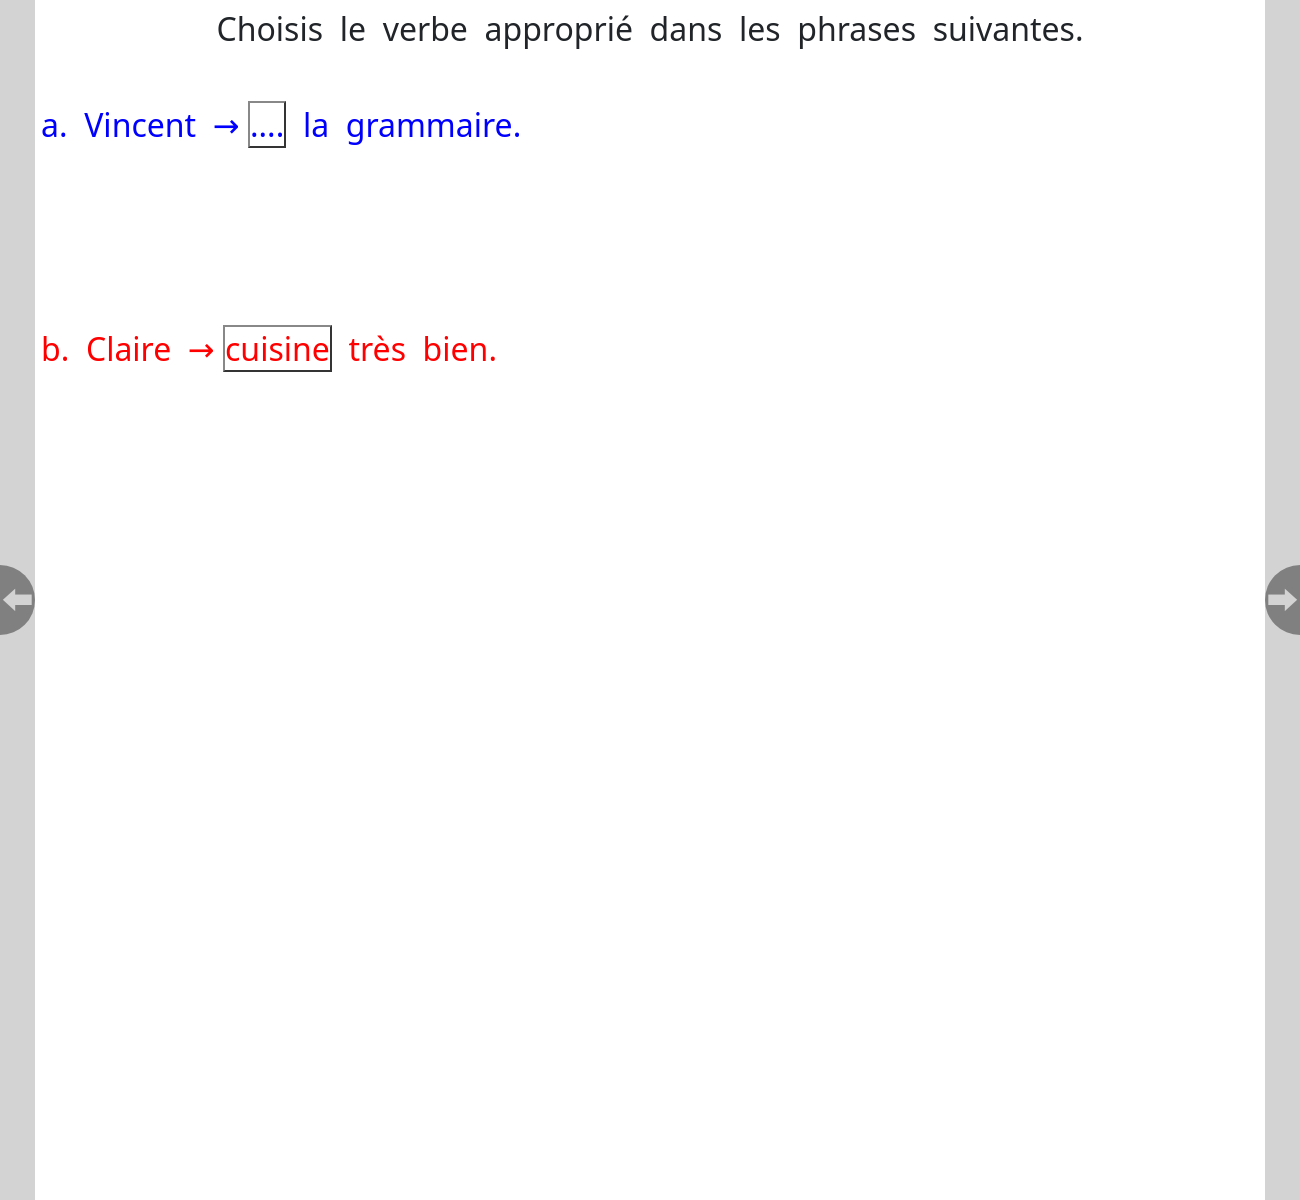 Choisis le verbe approprié dans les phrases suivantes.
a. Vincent → .... la grammaire.
b. Claire → cuisine très bien.